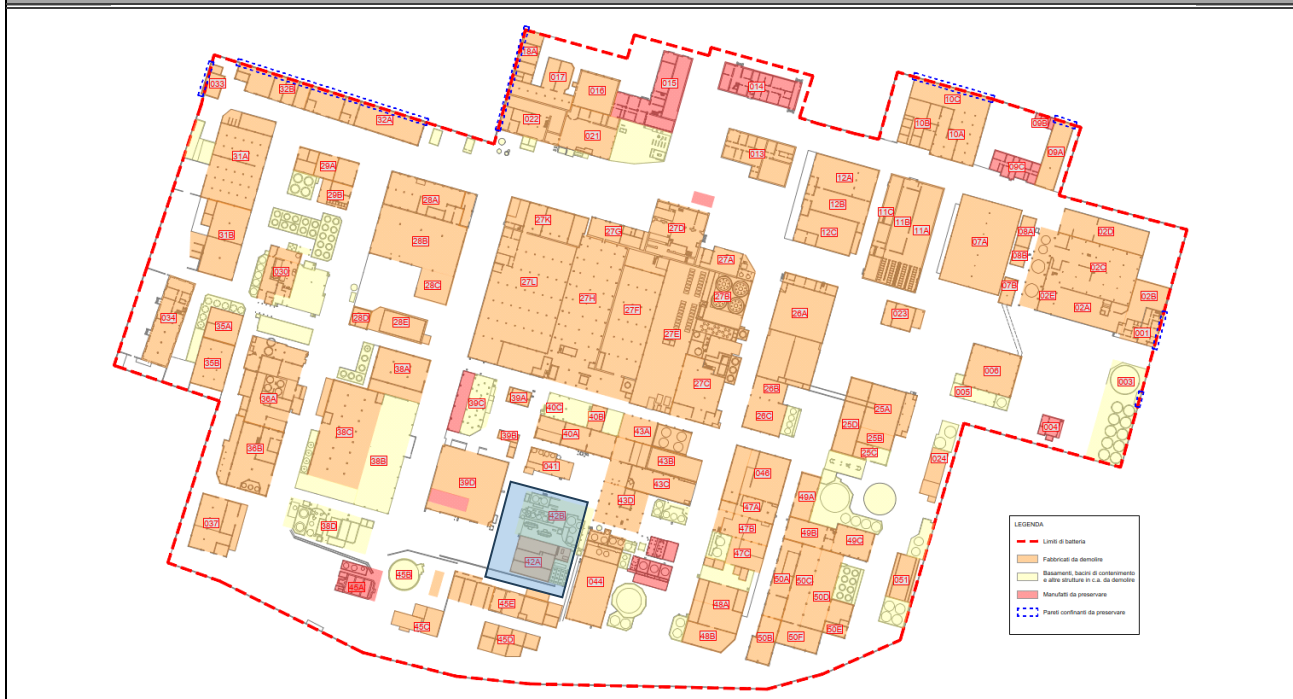 18A
017
016
015
014
033
32B
32A
022
021
10C
10B
10A
09B
09A
09C
013
31A
29A
29B
28A
12A
12B
12C
11C
11B
11A
31B
28B
28C
27K
27G
27D
27A
07A
08A
08B
07B
02D
02C
02B
02E
02A
001
030
27L
27H
27F
27B
27E
27C
26A
023
034
35A
35B
28D
28E
006
005
003
36A
38A
26B
26C
39C
39A
40C
40B
40A
43A
25A
25D
25B
25C
004
38C
36B
38B
39B
041
43B
43C
046
024
39D
43D
49A
47A
037
38D
42B
47B
49B
49C
47C
42A
45A
45B
044
50A
50C
051
50D
48A
45E
45C
45D
48B
50B
50F
50E
LEGENDA
Limiti di batteria
Fabbricati da demolire
Basamenti, bacini di contenimento
e altre strutture in c.a. da demolire
Manufatti da preservare
Pareti confinanti da preservare